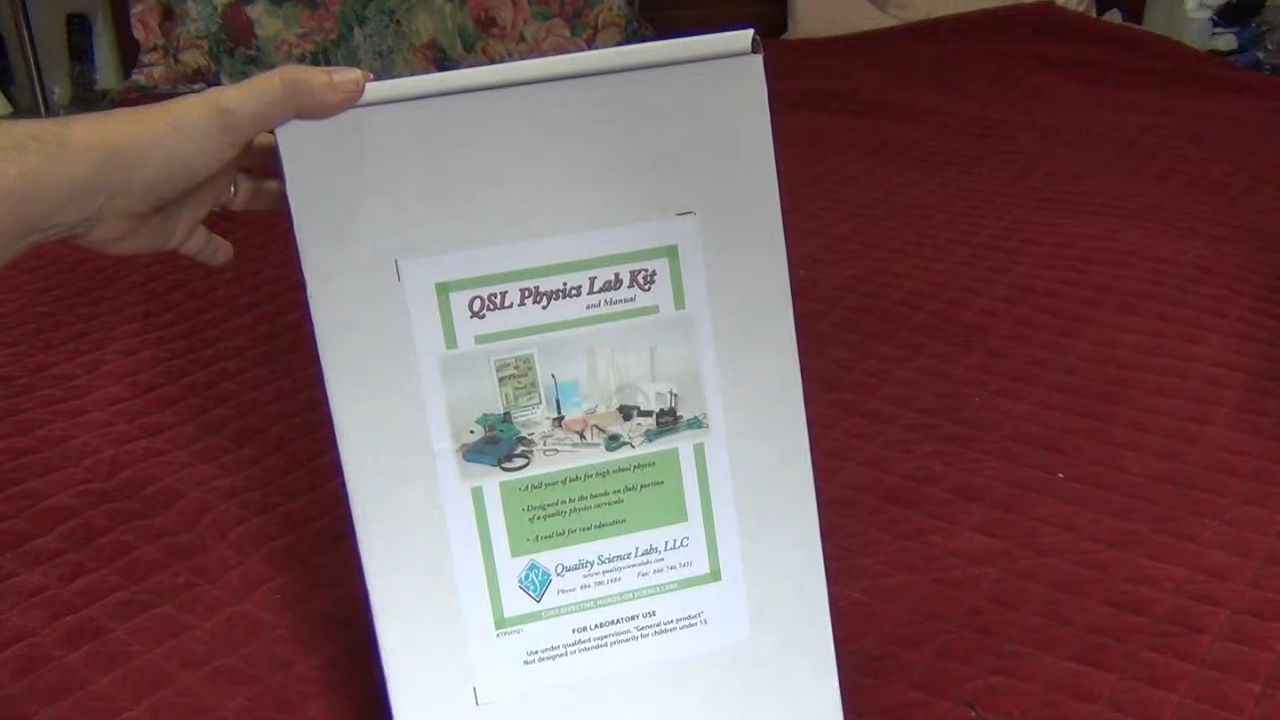 QSL Physics Lab Kit
and Manual
• A full year of labs for high school physics
• Designed to be the hands-on (lab) portion
of a quality physics curricula
• A real lab for real education
QSL
Quality Science Labs, LLC
www.qualitysciencelabs.com
Phone: 866.700.1984 Fax: 866.746.7431
COST-EFFECTIVE, HANDS-ON SCIENCE LABS
FOR LABORATORY USE
Use under qualified supervision. "General use product"
Not designed or intended primarily for children under 13.